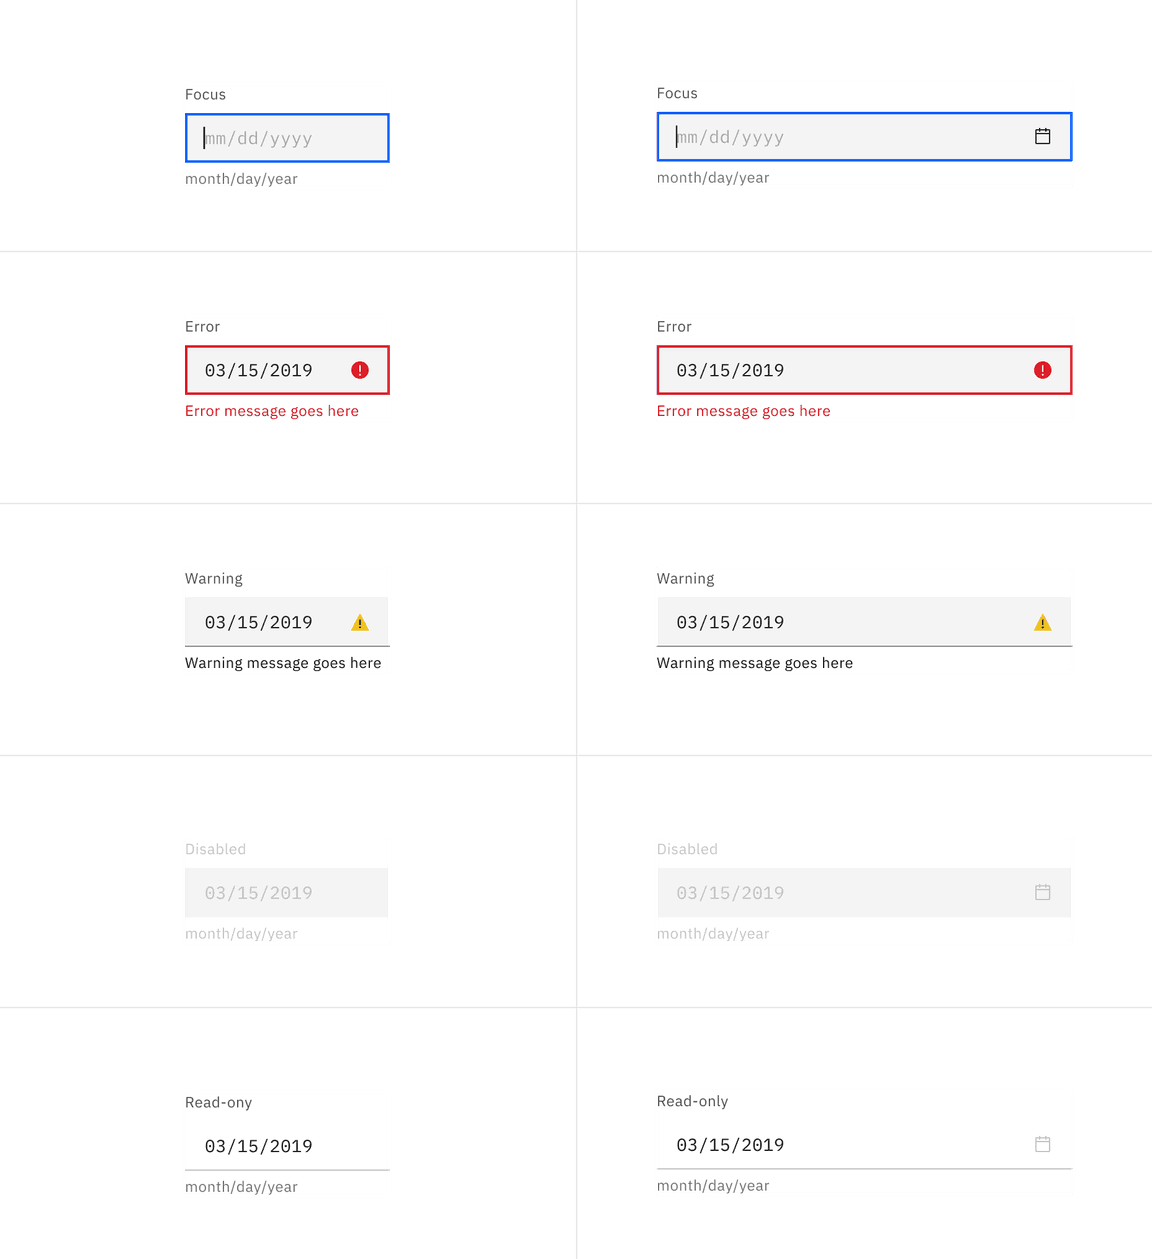 Focus
mm/dd/yyyy
month/day/year
Focus
mm/dd/yyyy
month/day/year
Error
03/15/2019
Error message goes here
Error
03/15/2019
Error message goes here
Warning
03/15/2019
Warning message goes here
Warning
03/15/2019
Warning message goes here
Disabled
03/15/2019
month/day/year
Disabled
03/15/2019
month/day/year
Read-ony
03/15/2019
month/day/year
Read-only
03/15/2019
month/day/year